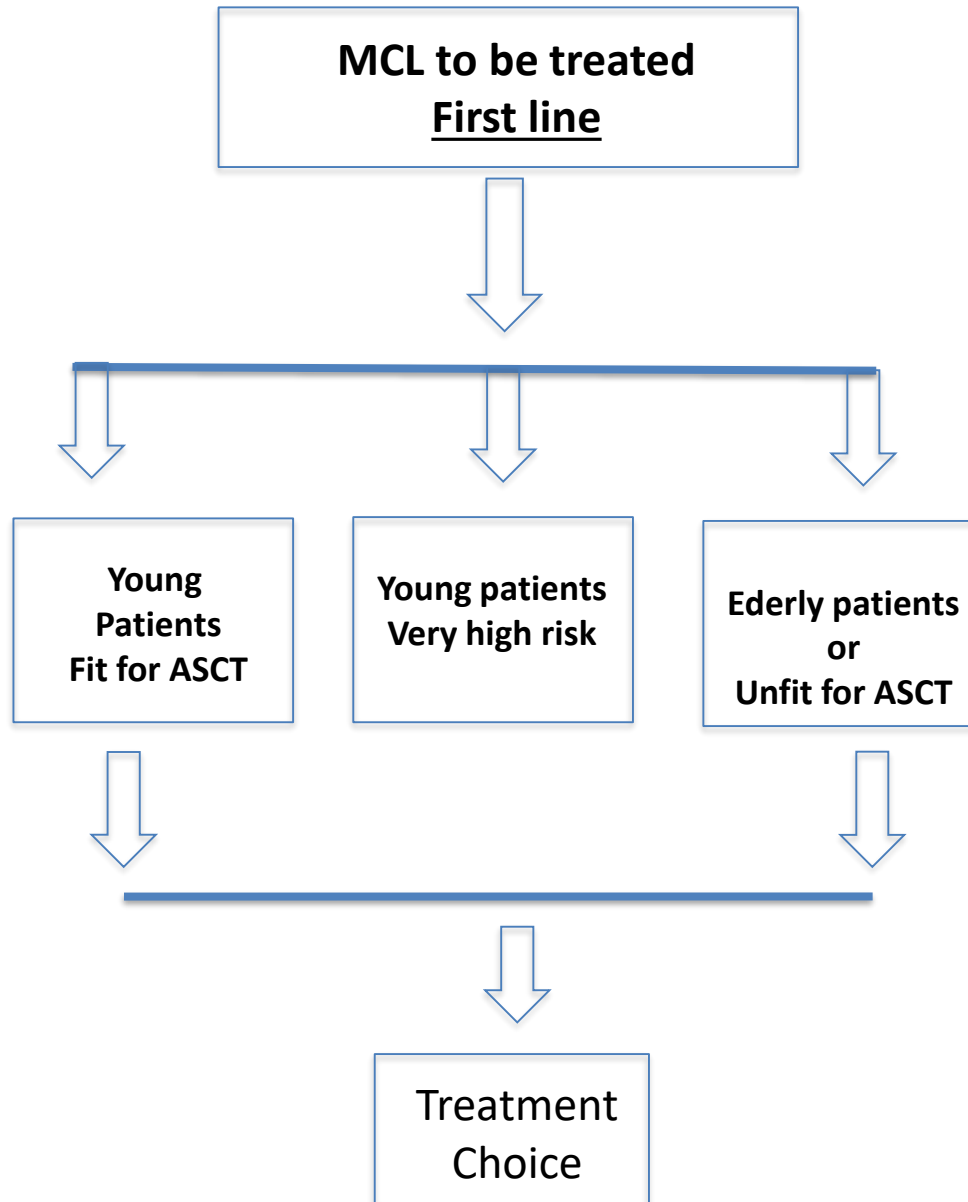 MCL to be treated
First line
Young
Patients
Fit for ASCT
Young patients
Very high risk
Ederly patients
or
Unfit for ASCT
Treatment
Choice